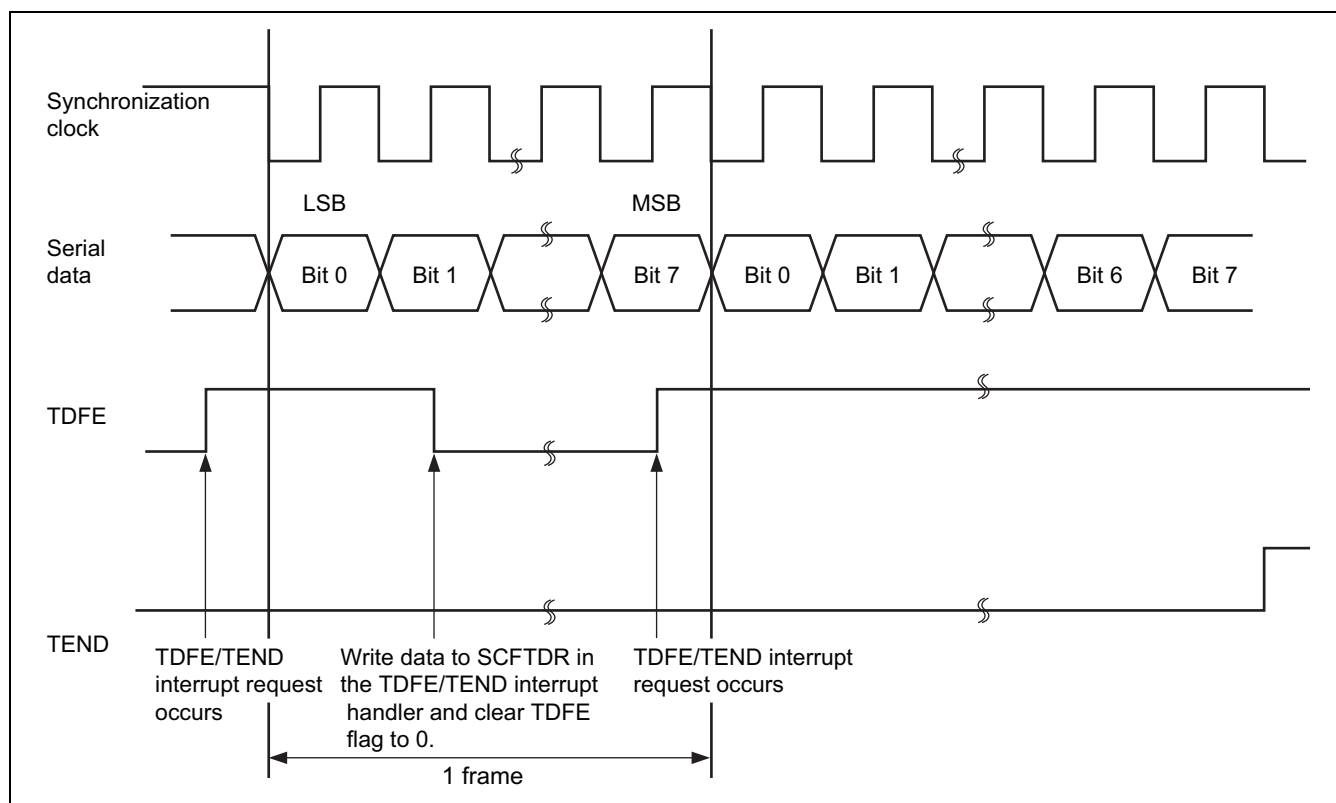 Synchronization
clock
LSB
MSB
Serial
data
Bit 0
Bit 1
Bit 7
Bit 0
Bit 1
Bit 6
Bit 7
TDFE
TEND
TDFE/TEND
interrupt request
occurs
Write data to SCFTDR in
the TDFE/TEND interrupt
handler and clear TDFE
flag to 0.
TDFE/TEND interrupt
request occurs
1 frame